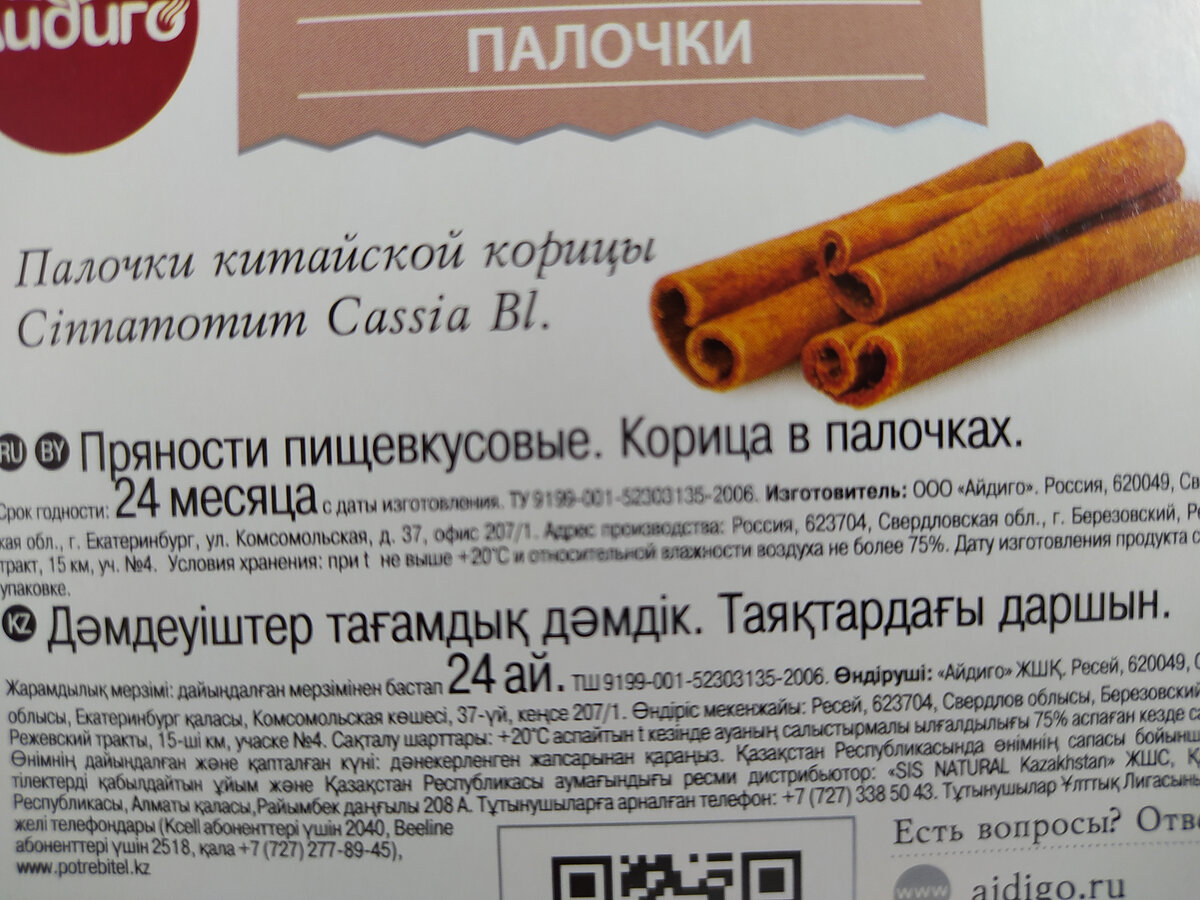 Айдиго
ПАЛОЧКИ
Палочки китайской корицы
Cinnamomum Cassia Bl.
RU BY Пряности пищевкусовые. Корица в палочках.
Срок годности: 24 месяца с даты изготовления. ТУ 9199-001-52303135-2006. Изготовитель: ООО «Айдиго». Россия, 620049, Св
кая обл., г. Екатеринбург, ул. Комсомольская, д. 37, офис 207/1. Адрес производства: Россия, 623704, Свердловская обл., г. Березовский, Ре
тракт, 15 км, уч. №4. Условия хранения: при t не выше +20°С и относительной влажности воздуха не более 75%. Дату изготовления продукта с
упаковке.
KZ Дәмдеуіштер тағамдық дәмдік. Таяқтардағы даршын.
Жарамдылық мерзімі: дайындалған мерзімінен бастап 24 ай. ТШ 9199-001-52303135-2006. Өндіруші: «Айдиго» ЖШҚ, Ресей, 620049, С
облысы, Екатеринбург қаласы, Комсомольская көшесі, 37-үй, кеңсе 207/1. Өндіріс мекенжайы: Ресей, 623704, Свердлов облысы, Березовский
Режевский тракты, 15-ші км, учаске №4. Сақталу шарттары: +20°С аспайтын t кезінде ауаның салыстырмалы ылғалдылығы 75% аспаған кезде са
Өнімнің дайындалған және қапталған күні: дәнекерленген жапсарынан қараңыз. Қазақстан Республикасында өнімнің сапасы бойынш
тілектерді қабылдайтын ұйым және Қазақстан Республикасы аумағындағы ресми дистрибьютор: «SIS NATURAL Kazakhstan» ЖШС, Қ
Республикасы, Алматы қаласы, Райымбек даңғылы 208 А. Тұтынушыларға арналған телефон: +7 (727) 338 50 43. Тұтынушылар Ұлттық Лигасыны
желі телефондары (Kcell абоненттері үшін 2040, Beeline
абоненттері үшін 2518, қала +7 (727) 277-89-45),
www.potrebitel.kz
Есть вопросы? Отве
www aidigo.ru